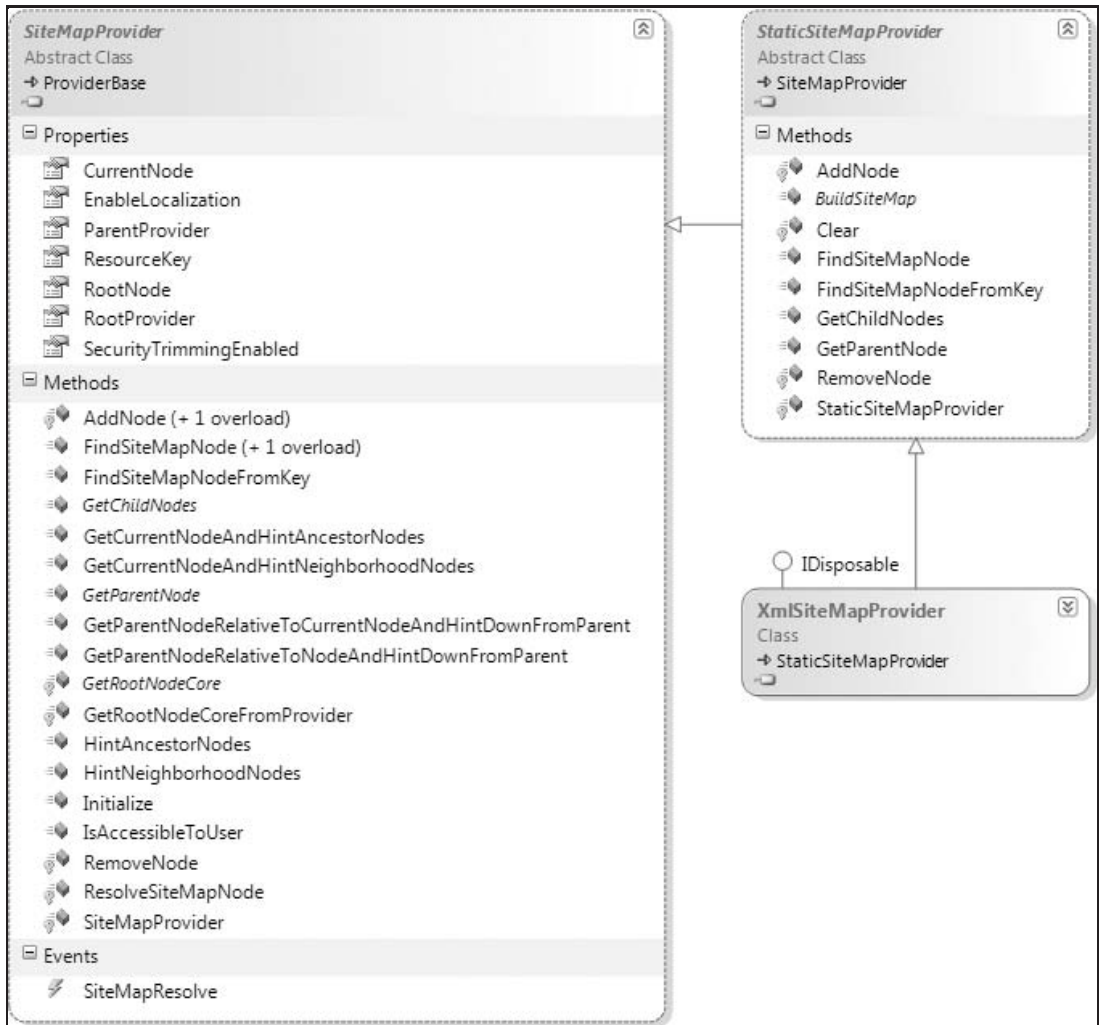 SiteMapProvider
Abstract Class
ProviderBase
Properties
CurrentNode
EnableLocalization
ParentProvider
ResourceKey
RootNode
RootProvider
SecurityTrimmingEnabled
Methods
AddNode (+ 1 overload)
FindSiteMapNode (+ 1 overload)
FindSiteMapNodeFromKey
GetChildNodes
GetCurrentNodeAndHintAncestorNodes
GetCurrentNodeAndHintNeighborhoodNodes
GetParentNode
GetParentNodeRelativeToCurrentNodeAndHintDownFromParent
GetParentNodeRelativeToNodeAndHintDownFromParent
GetRootNodeCore
GetRootNodeCoreFromProvider
HintAncestorNodes
HintNeighborhoodNodes
Initialize
IsAccessibleToUser
RemoveNode
ResolveSiteMapNode
SiteMapProvider
Events
SiteMapResolve
StaticSiteMapProvider
Abstract Class
SiteMapProvider
Methods
AddNode
BuildSiteMap
Clear
FindSiteMapNode
FindSiteMapNodeFromKey
GetChildNodes
GetParentNode
RemoveNode
StaticSiteMapProvider
IDisposable
XmlSiteMapProvider
Class
StaticSiteMapProvider